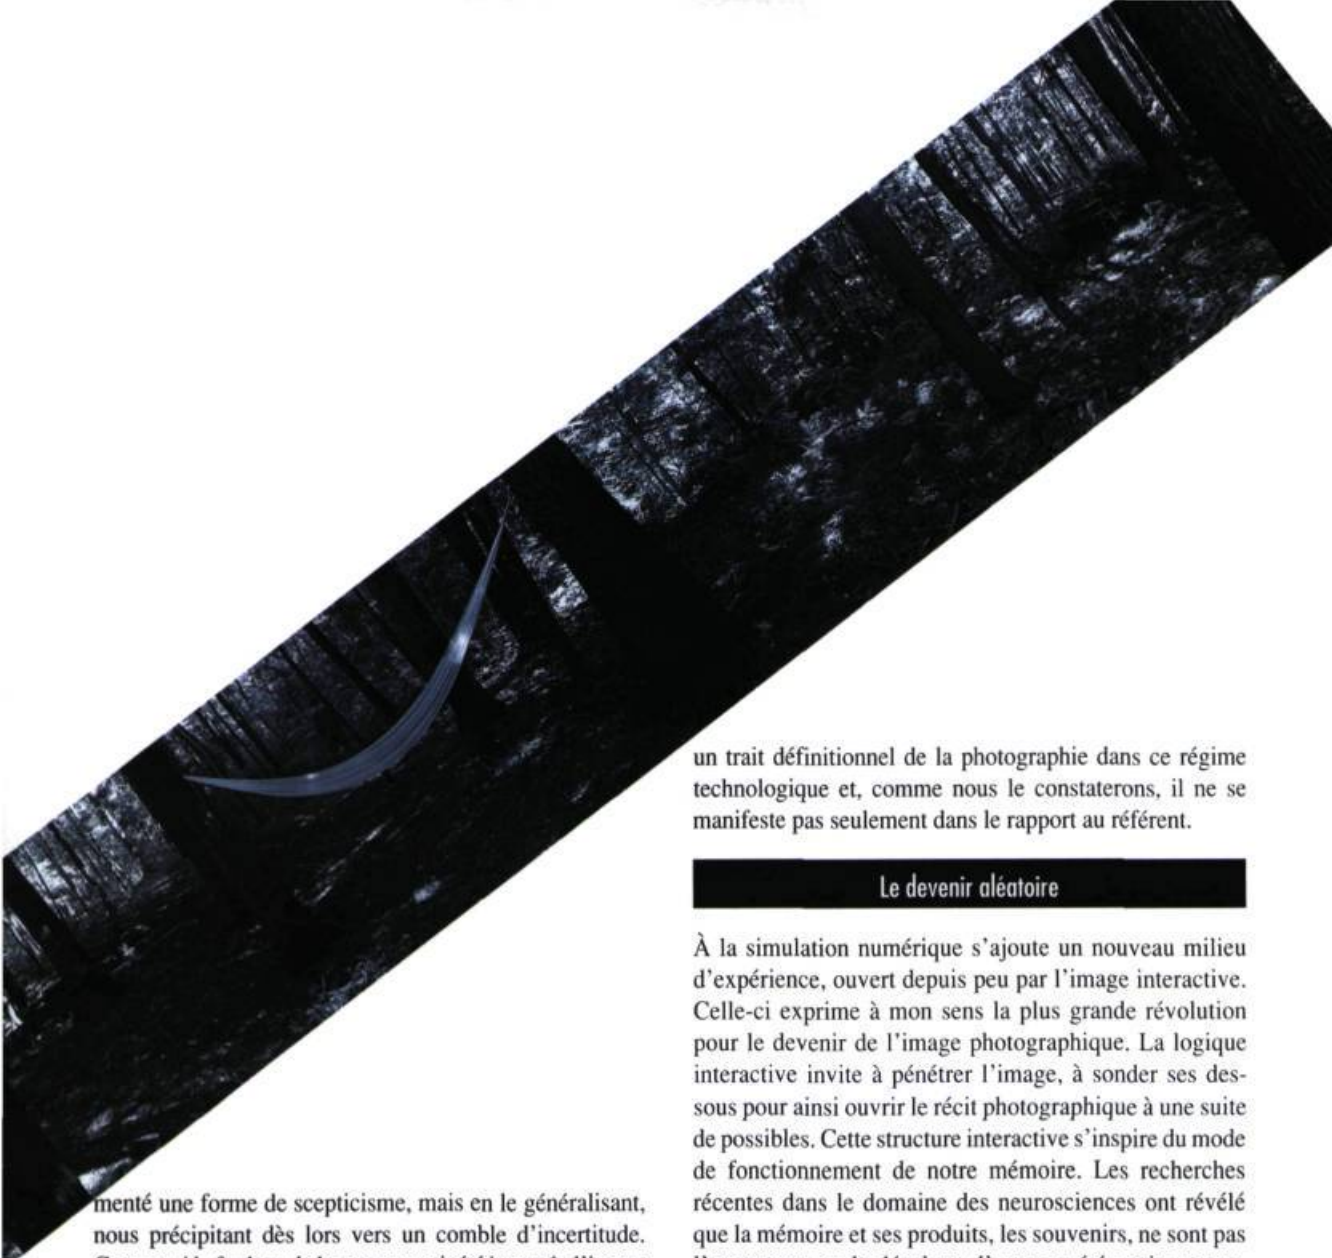 menté une forme de scepticisme, mais en le généralisant,
nous précipitant dès lors vers un comble d'incertitude.
un trait définitionnel de la photographie dans ce régime
technologique et, comme nous le constaterons, il ne se
manifeste pas seulement dans le rapport au référent.
Le devenir aléatoire
À la simulation numérique s'ajoute un nouveau milieu
d'expérience, ouvert depuis peu par l'image interactive.
Celle-ci exprime à mon sens la plus grande révolution
pour le devenir de l'image photographique. La logique
interactive invite à pénétrer l'image, à sonder ses des-
sous pour ainsi ouvrir le récit photographique à une suite
de possibles. Cette structure interactive s'inspire du mode
de fonctionnement de notre mémoire. Les recherches
récentes dans le domaine des neurosciences ont révélé
que la mémoire et ses produits, les souvenirs, ne sont pas